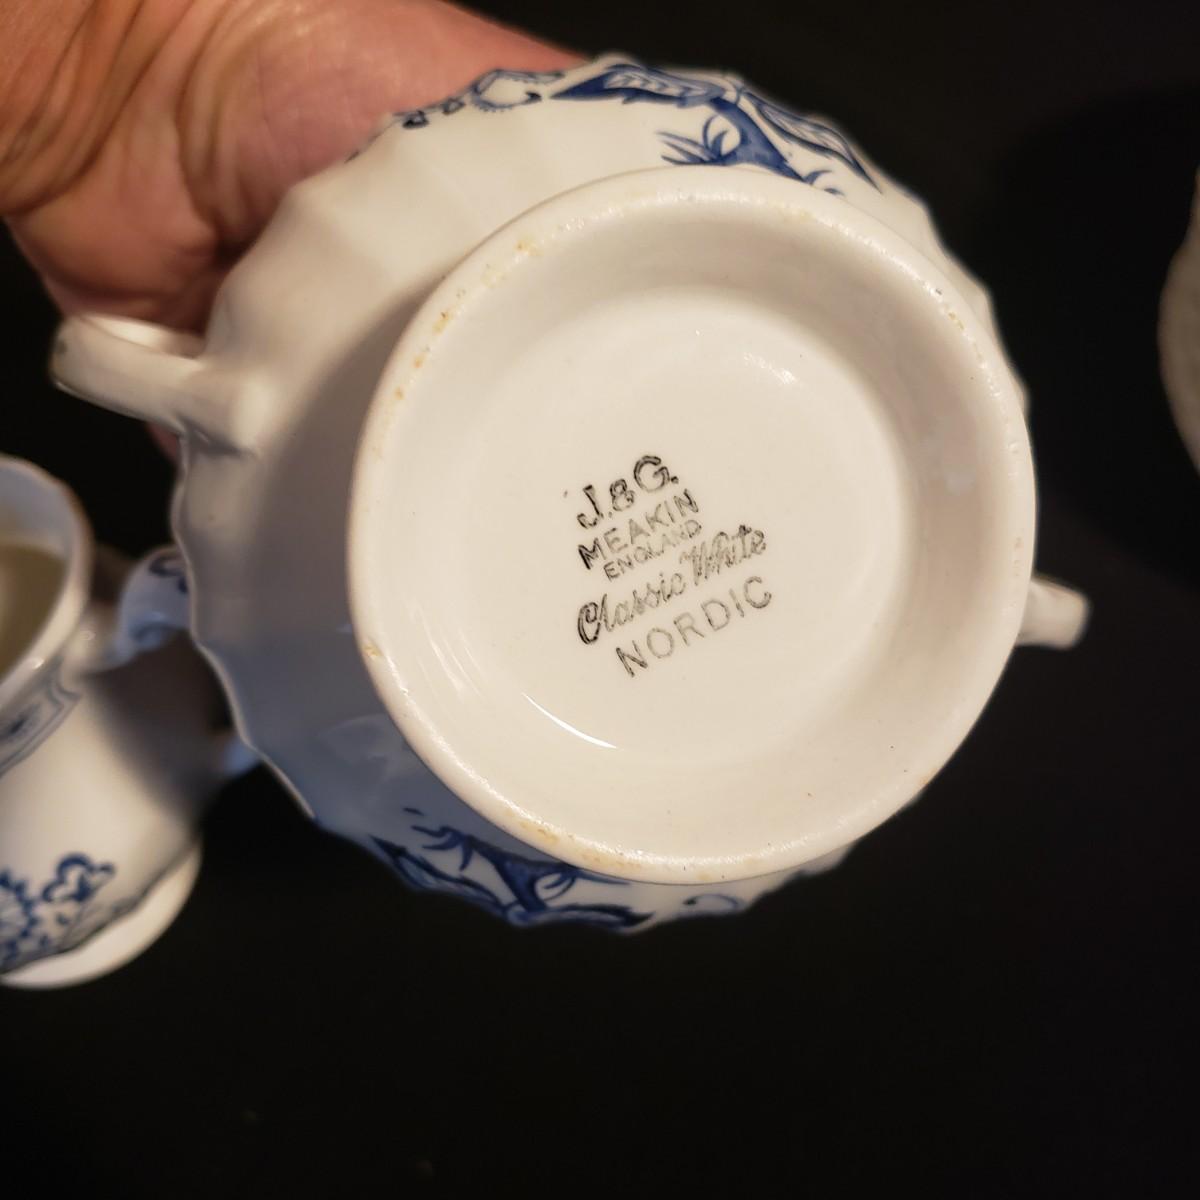 J.&G.
MEAKIN
ENGLAND
Classic White
NORDIC